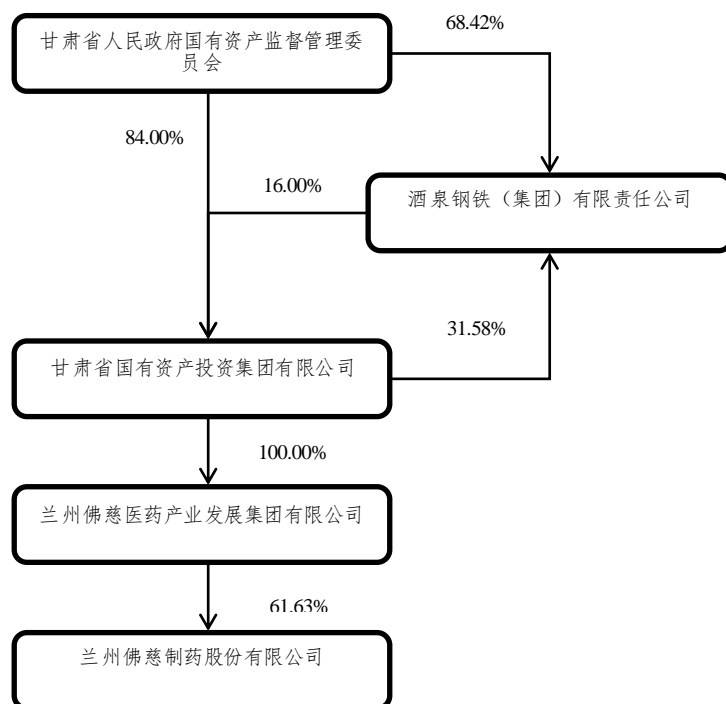 甘肃省人民政府国有资产监督管理委
员会
68.42%
84.00%
16.00%
酒泉钢铁（集团）有限责任公司
31.58%
甘肃省国有资产投资集团有限公司
100.00%
兰州佛慈医药产业发展集团有限公司
61.63%
兰州佛慈制药股份有限公司